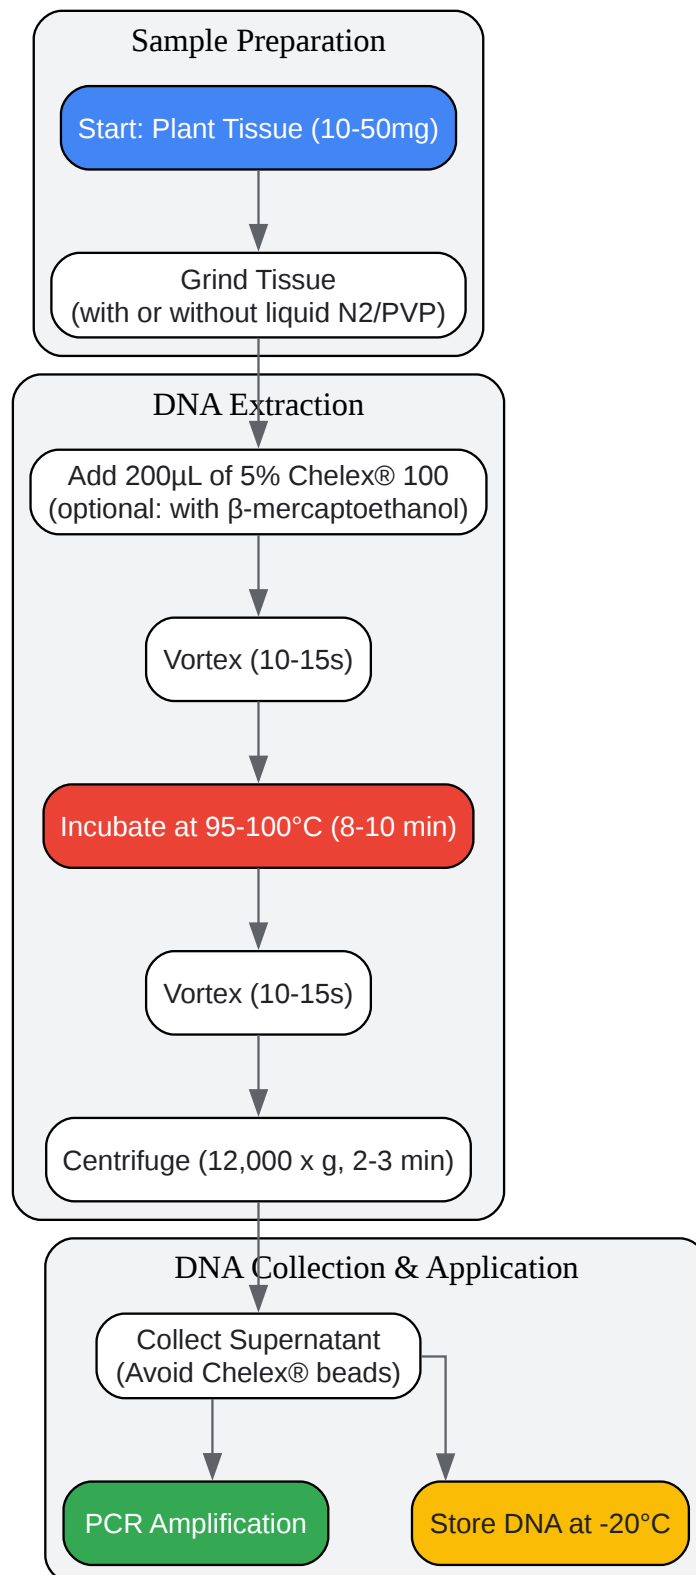 Sample Preparation
Start: Plant Tissue (10-50mg)
Grind Tissue
(with or without liquid N2/PVP)
DNA Extraction
Add 200µL of 5% Chelex® 100
(optional: with β-mercaptoethanol)
Vortex (10-15s)
Incubate at 95-100°C (8-10 min)
Vortex (10-15s)
Centrifuge (12,000 x g, 2-3 min)
DNA Collection & Application
Collect Supernatant
(Avoid Chelex® beads)
PCR Amplification
Store DNA at -20°C